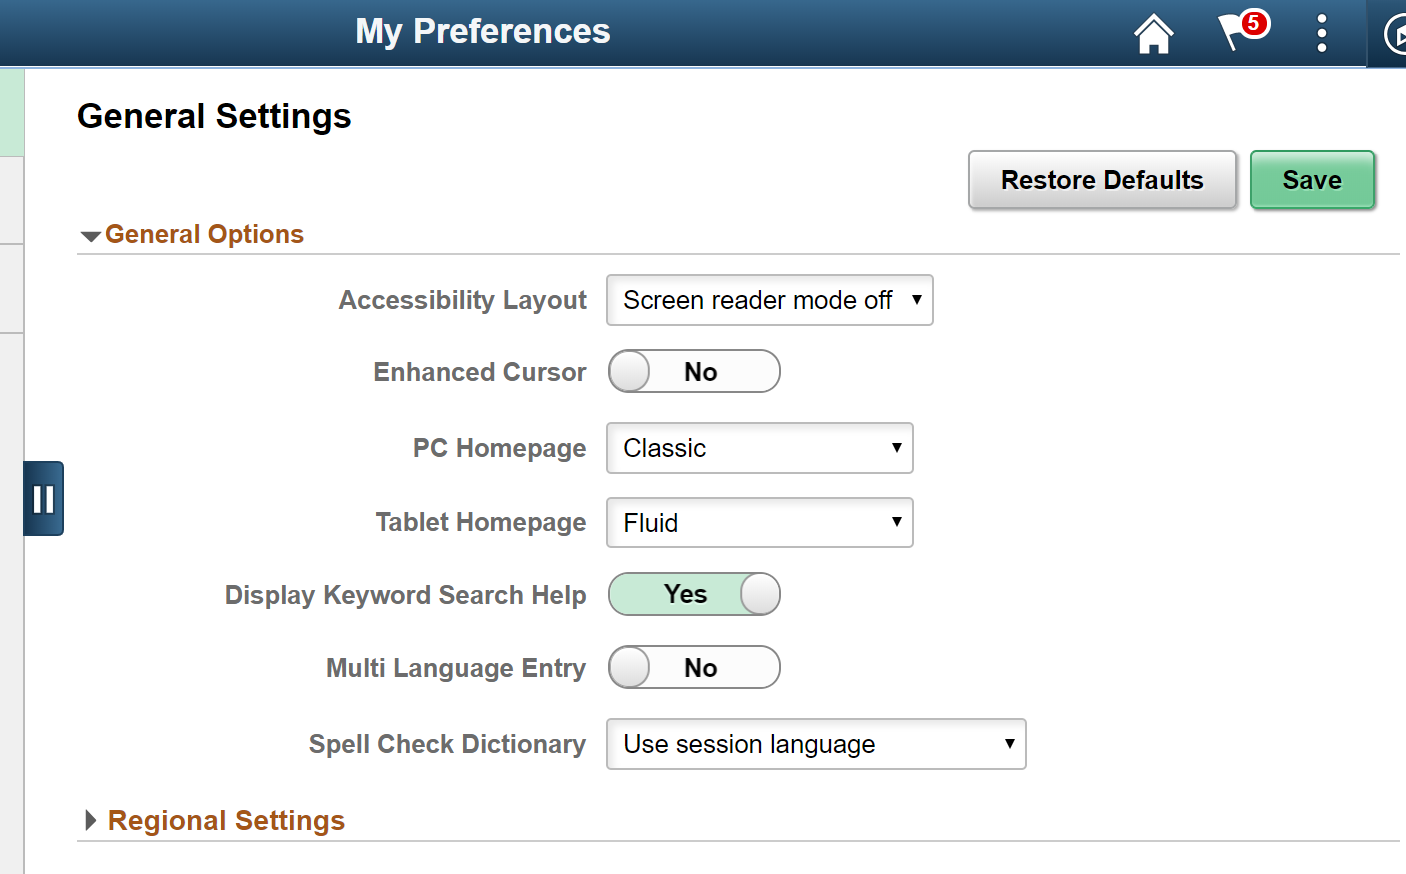 My Preferences
5
General Settings
Restore Defaults
Save
General Options
Accessibility Layout
Screen reader mode off
Enhanced Cursor
No
PC Homepage
Classic
Tablet Homepage
Fluid
Display Keyword Search Help
Yes
Multi Language Entry
No
Spell Check Dictionary
Use session language
Regional Settings